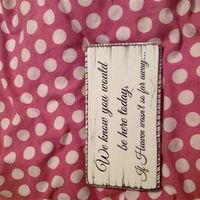 We know you would
be here today,
If Heaven wasn't so far away...